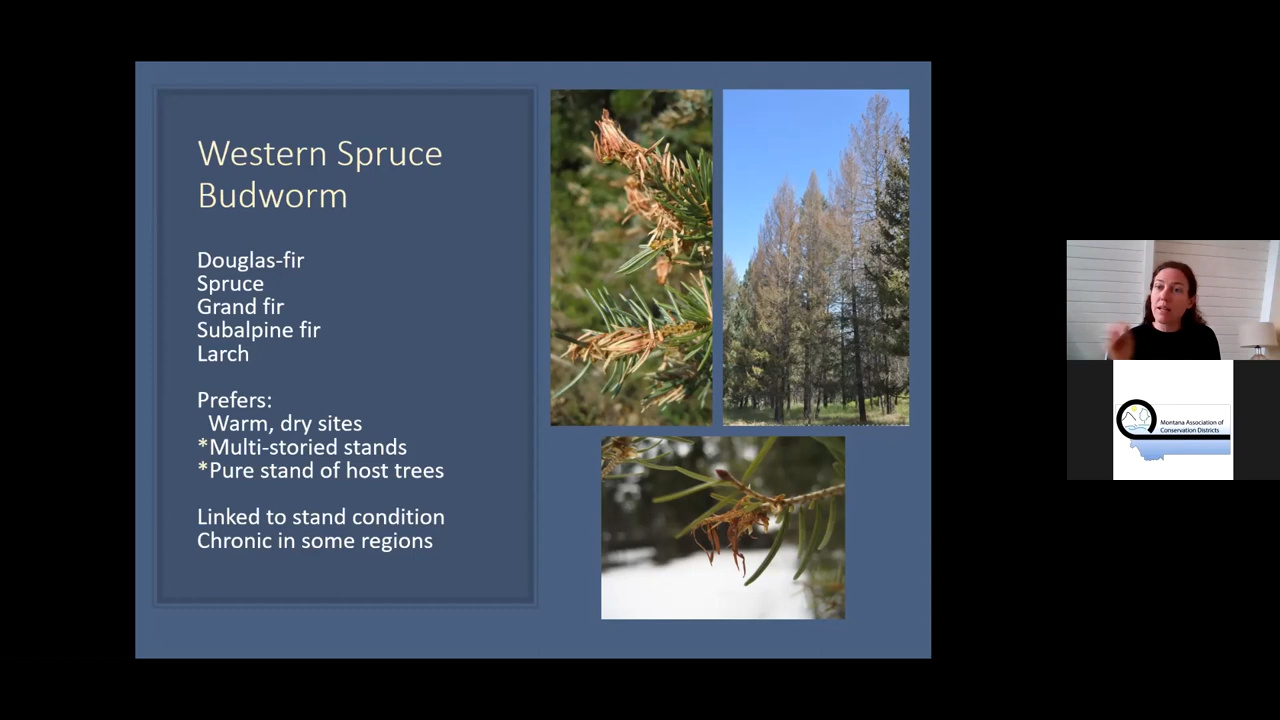 Western Spruce
Budworm
Douglas-fir
Spruce
Grand fir
Subalpine fir
Larch
Prefers:
Warm, dry sites
*Multi-storied stands
*Pure stand of host trees
Linked to stand condition
Chronic in some regions
Montana Association of
Conservation Districts